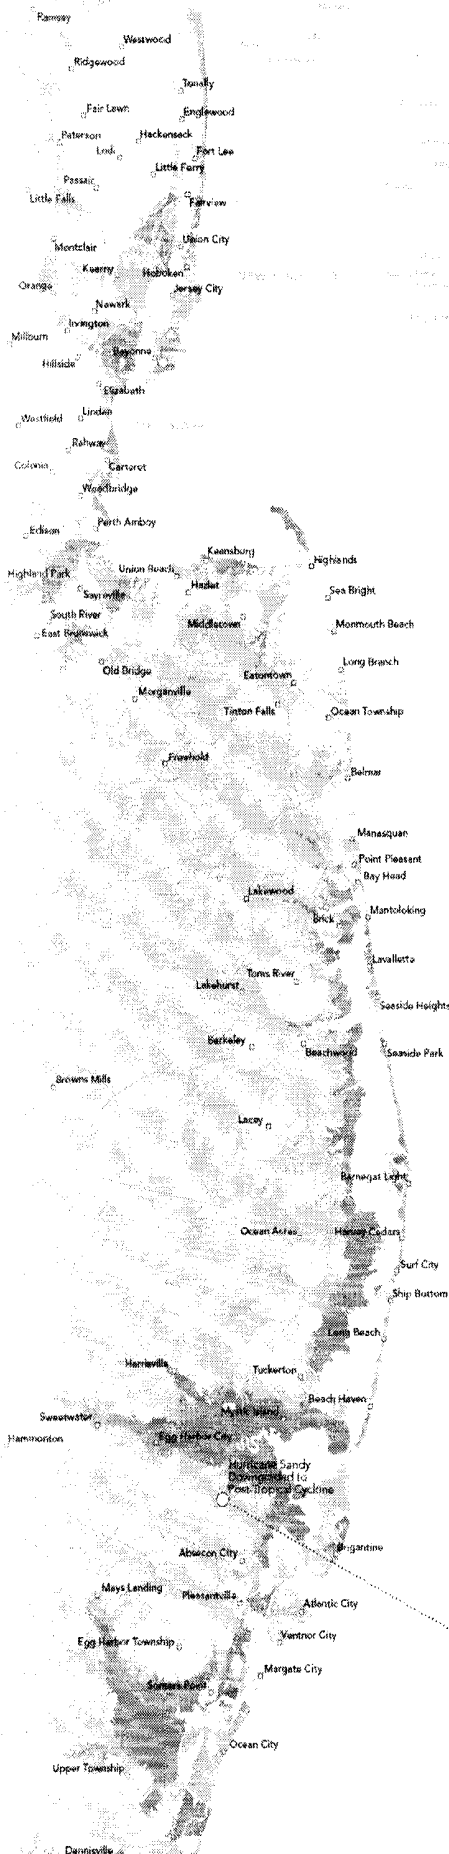 Ramsey
Westwood
Ridgewood
Tenafly
Fair Lawn
Englewood
Paterson
Hackensack
Lodi
Fort Lee
Little Ferry
Passaic
Little Falls
Fairview
Union City
Montclair
Kearny
Hoboken
Orange
Jersey City
Newark
Irvington
Millburn
Bayonne
Hillside
Elizabeth
Linden
Westfield
Rahway
Colonia
Carteret
Woodbridge
Perth Amboy
Edison
Keansburg
Highlands
Union Beach
Highland Park
Hazlet
Sea Bright
Sayreville
South River
Middletown
Monmouth Beach
East Brunswick
Long Branch
Old Bridge
Eatontown
Morganville
Tinton Falls
Ocean Township
Freehold
Belmar
Manasquan
Point Pleasant
Bay Head
Lakewood
Mantoloking
Brick
Lavallette
Toms River
Lakehurst
Seaside Heights
Berkeley
Beachwood
Seaside Park
Browns Mills
Lacey
Barnegat Light
Ocean Acres
Harvey Cedars
Surf City
Ship Bottom
Long Beach
Harrisville
Tuckerton
Beach Haven
Mystic Island
Sweetwater
Hammonton
Egg Harbor City
Hurricane Sandy
Downgraded to
Post-Tropical Cyclone
Brigantine
Absecon City
Mays Landing
Pleasantville
Atlantic City
Ventnor City
Egg Harbor Township
Margate City
Somers Point
Ocean City
Upper Township
Dennisville